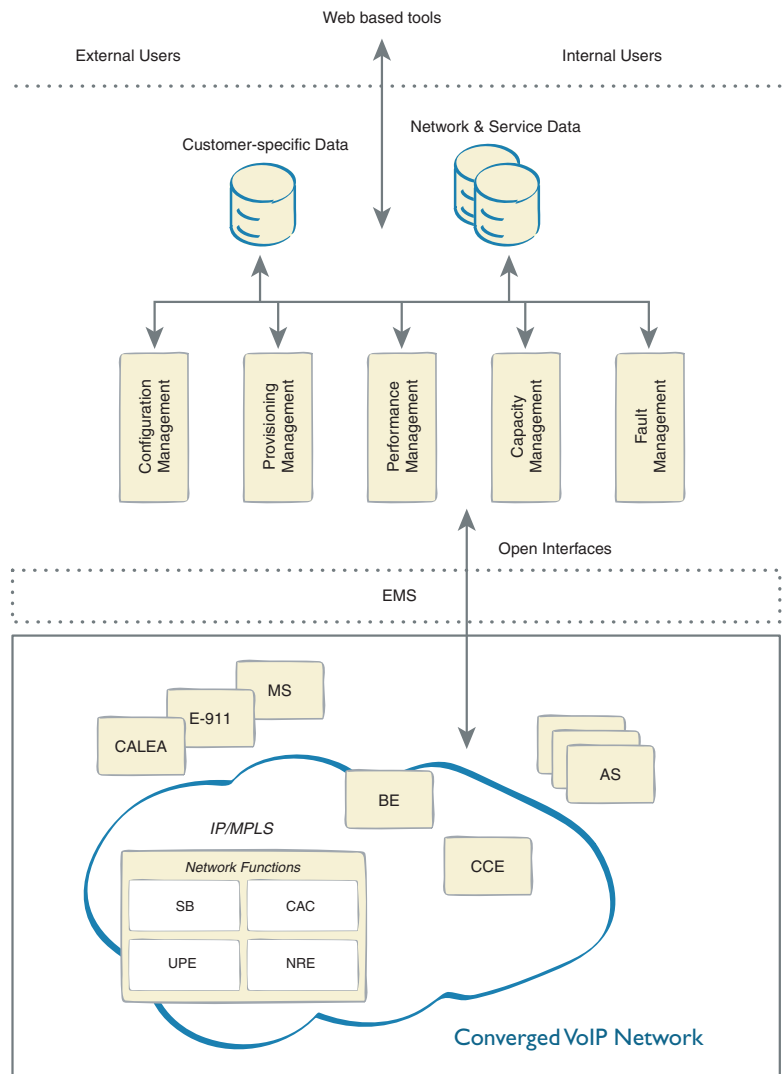 Web based tools
External Users
Internal Users
Customer-specific Data
Network & Service Data
Configuration
Management
Provisioning
Management
Performance
Management
Capacity
Management
Fault
Management
Open Interfaces
EMS
MS
E-911
CALEA
AS
BE
IP/MPLS
CCE
Network Functions
SB
CAC
UPE
NRE
Converged VoIP Network